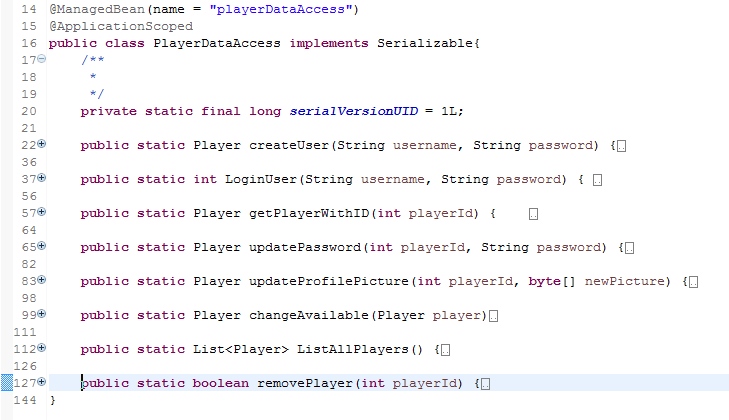 14 @ManagedBean(name = "playerDataAccess")
15 @ApplicationScoped
16 public class PlayerDataAccess implements Serializable{
17 /**
18 *
19 */
20 private static final long serialVersionUID = 1L;
21
22 public static Player createUser(String username, String password) {
36
37 public static int LoginUser(String username, String password) {
56
57 public static Player getPlayerWithID(int playerId) {
64
65 public static Player updatePassword(int playerId, String password) {
82
83 public static Player updateProfilePicture(int playerId, byte[] newPicture) {
98
99 public static Player changeAvailable(Player player)
111
112 public static List<Player> ListAllPlayers() {
126
127 public static boolean removePlayer(int playerId) {
144 }